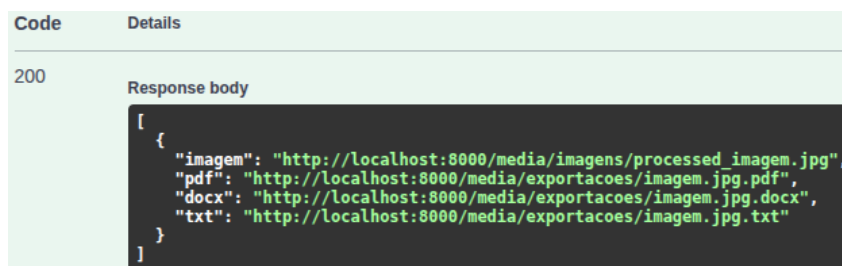 Code Details
200
Response body
[
{
"imagem": "http://localhost:8000/media/imagens/processed_imagem.jpg",
"pdf": "http://localhost:8000/media/exportacoes/imagem.jpg.pdf",
"docx": "http://localhost:8000/media/exportacoes/imagem.jpg.docx",
"txt": "http://localhost:8000/media/exportacoes/imagem.jpg.txt"
}
]